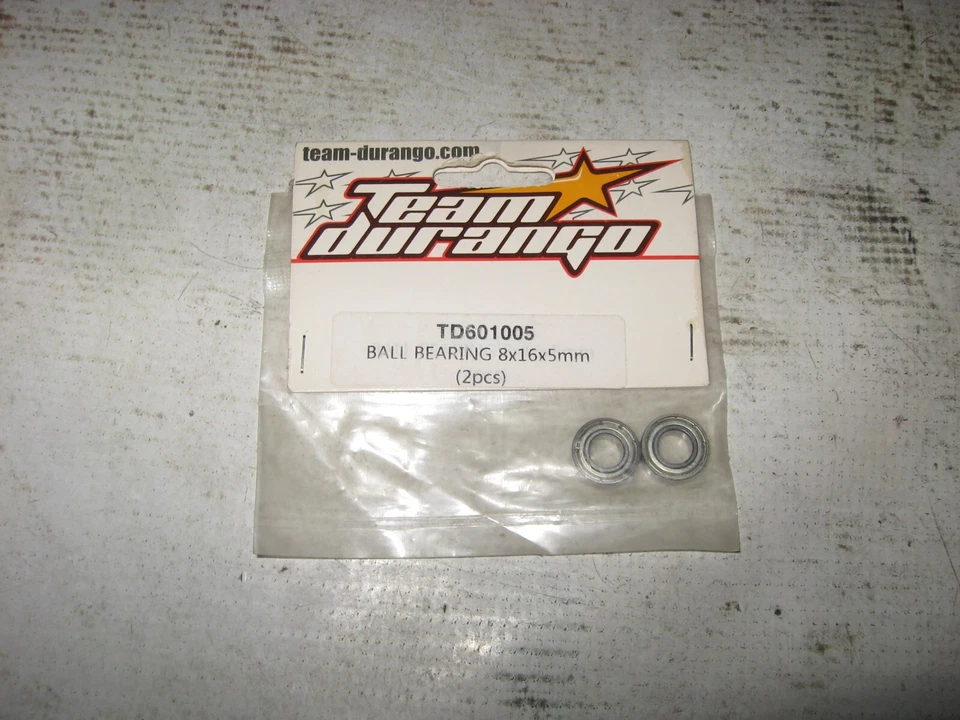 team-durango.com
Team
durango
TD601005
BALL BEARING 8x16x5mm
(2pcs)